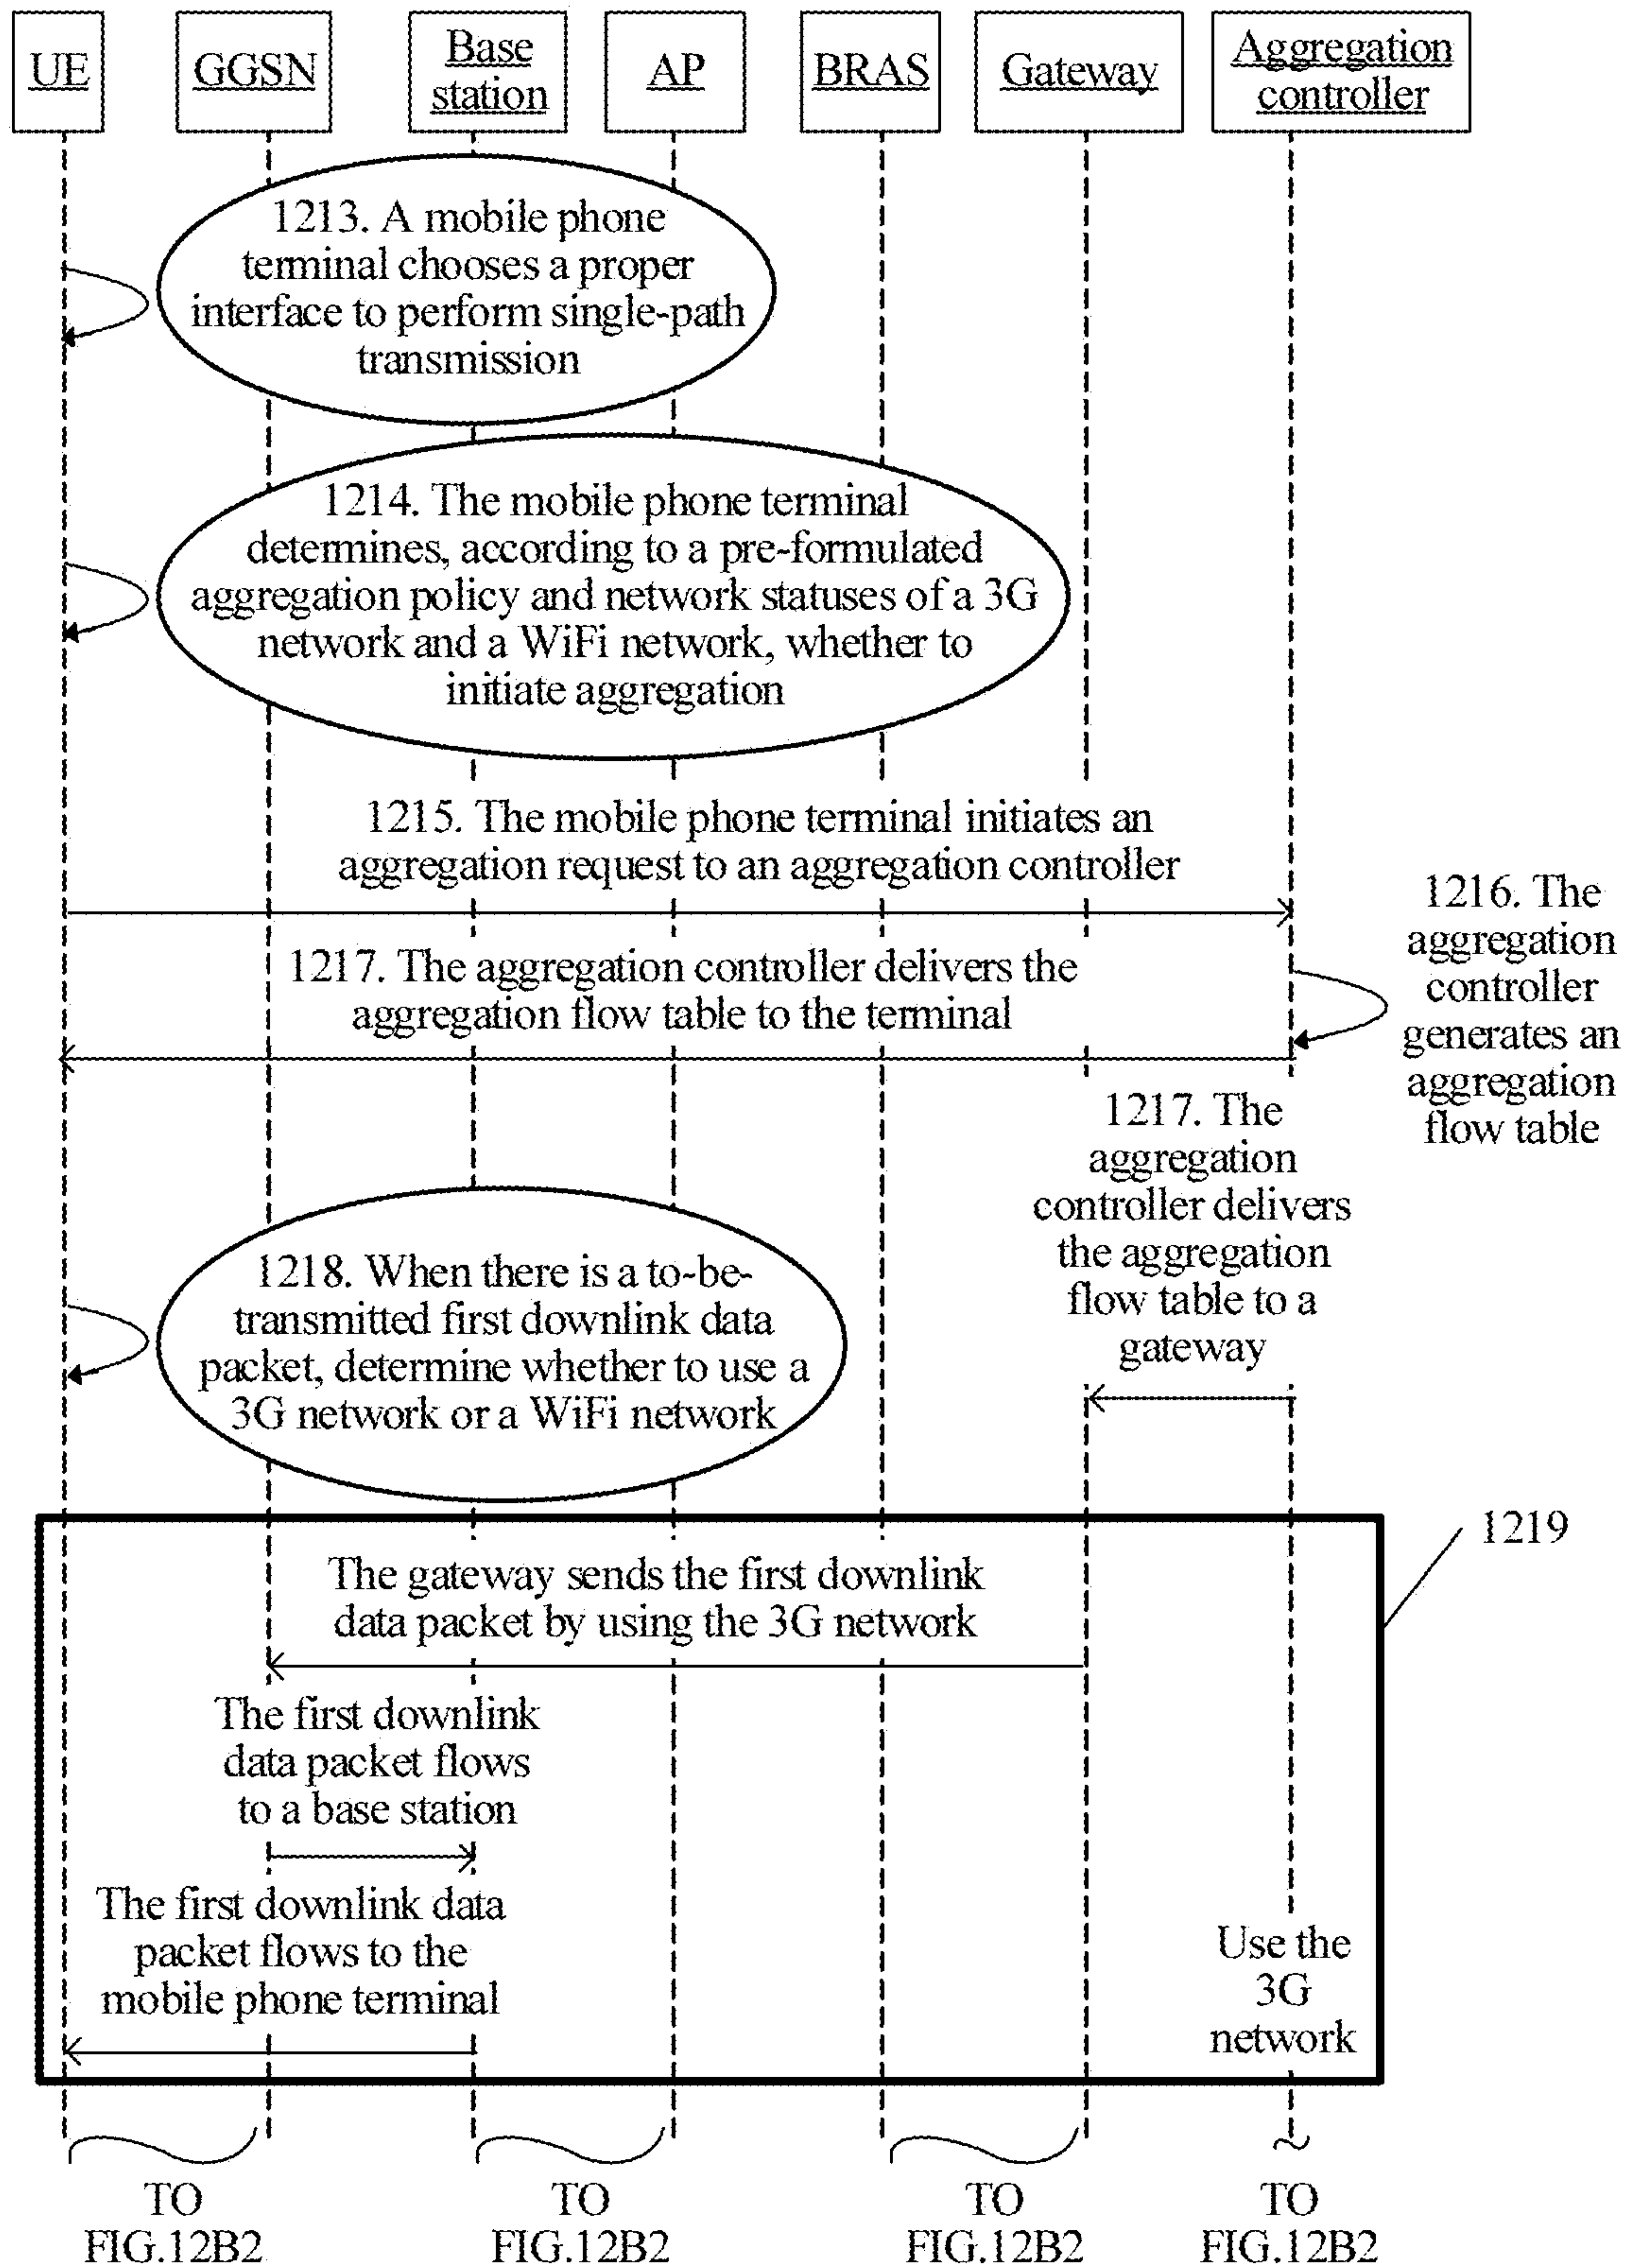 UE
GGSN
Base
station
AP
BRAS
Gateway
Aggregation
controller
1213. A mobile phone
terminal chooses a proper
interface to perform single-path
transmission
1214. The mobile phone terminal
determines, according to a pre-formulated
aggregation policy and network statuses of a 3G
network and a WiFi network, whether to
initiate aggregation
1215. The mobile phone terminal initiates an
aggregation request to an aggregation controller
1216. The
aggregation
controller
generates an
aggregation
flow table
1217. The aggregation controller delivers the
aggregation flow table to the terminal
1217. The
aggregation
controller delivers
the aggregation
flow table to a
gateway
1218. When there is a to-be-
transmitted first downlink data
packet, determine whether to use a
3G network or a WiFi network
1219
The gateway sends the first downlink
data packet by using the 3G network
The first downlink
data packet flows
to a base station
The first downlink data
packet flows to the
mobile phone terminal
Use the
3G
network
TO
FIG.12B2
TO
FIG.12B2
TO
FIG.12B2
TO
FIG.12B2